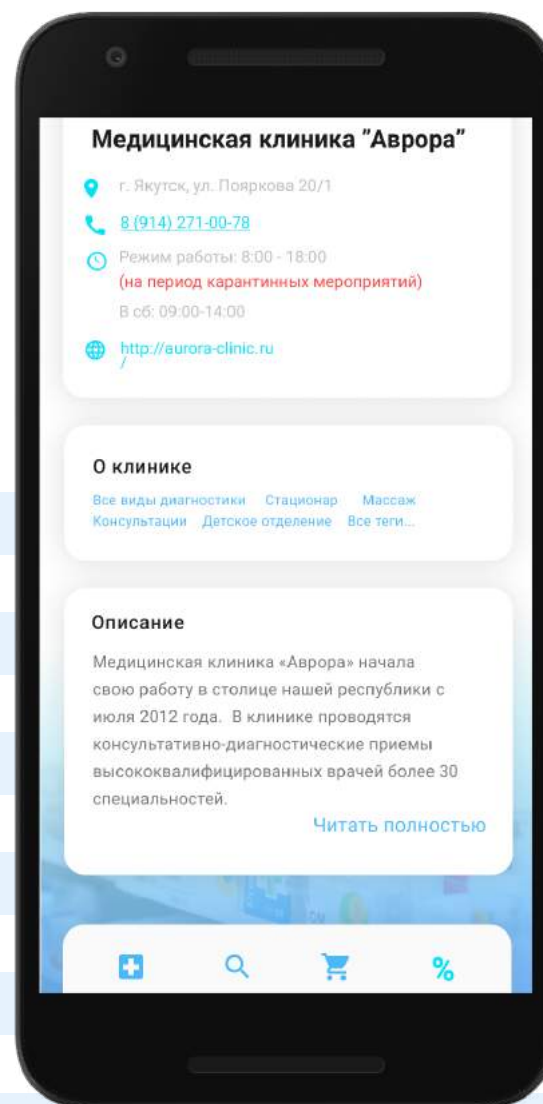 Медицинская клиника "Аврора"
г. Якутск, ул. Пояркова 20/1
8 (914) 271-00-78
Режим работы: 8:00 - 18:00
(на период карантинных мероприятий)
В сб: 09:00-14:00
http://aurora-clinic.ru
/
О клинике
Все виды диагностики Стационар Массаж
Консультации Детское отделение Все теги...
Описание
Медицинская клиника «Аврора» начала
свою работу в столице нашей республики с
июля 2012 года. В клинике проводятся
консультативно-диагностические приемы
высококвалифицированных врачей более 30
специальностей.
Читать полностью
%